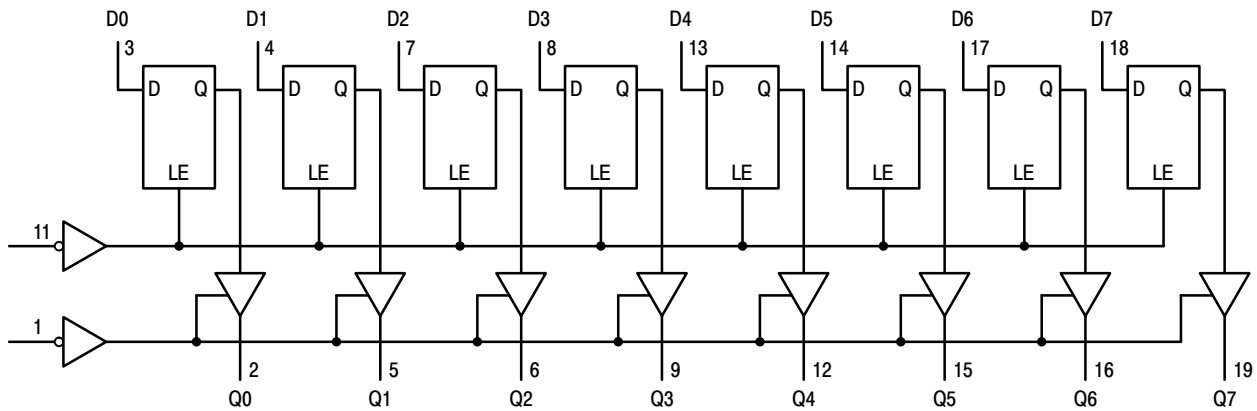 D0 D1 D2 D3 D4 D5 D6 D7
3 4 7 8 13 14 17 18
D Q D Q D Q D Q D Q D Q D Q D Q
LE LE LE LE LE LE LE LE
11
1
2 5 6 9 12 15 16 19
Q0 Q1 Q2 Q3 Q4 Q5 Q6 Q7